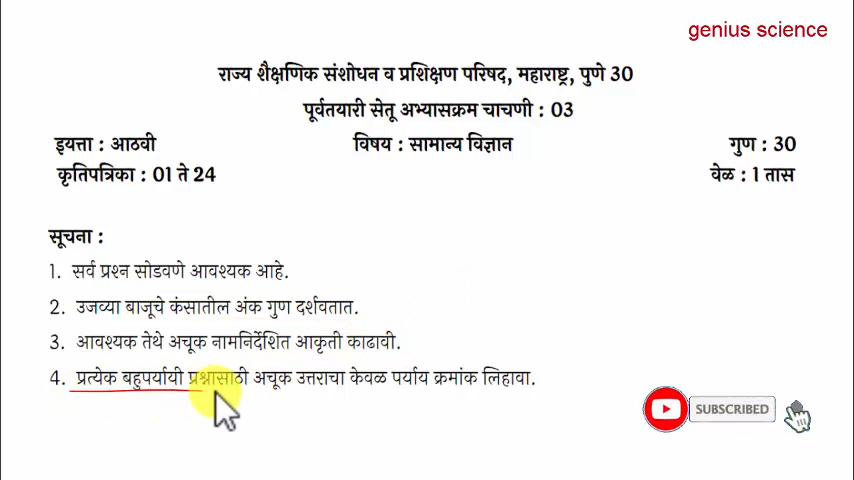 genius science
राज्य शैक्षणिक संशोधन व प्रशिक्षण परिषद, महाराष्ट्र, पुणे 30
पूर्वतयारी सेतू अभ्यासक्रम चाचणी : 03
इयत्ता : आठवी विषय : सामान्य विज्ञान गुण : 30
कृतिपत्रिका : 01 ते 24 वेळ : 1 तास
सूचना :
1. सर्व प्रश्न सोडवणे आवश्यक आहे.
2. उजव्या बाजूचे कंसातील अंक गुण दर्शवतात.
3. आवश्यक तेथे अचूक नामनिर्देशित आकृती काढावी.
4. प्रत्येक बहुपर्यायी प्रश्नासाठी अचूक उत्तराचा केवळ पर्याय क्रमांक लिहावा.
SUBSCRIBED